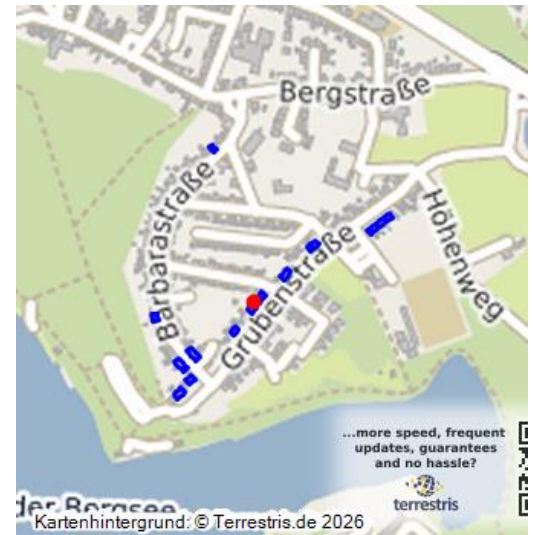 Bergstraße
Barbarastraße
Grubenstraße
Höhenweg
...more speed, frequent
updates, guarantees
and no hassle?
terrestris
Kartenhintergrund: © Terrestris.de 2026